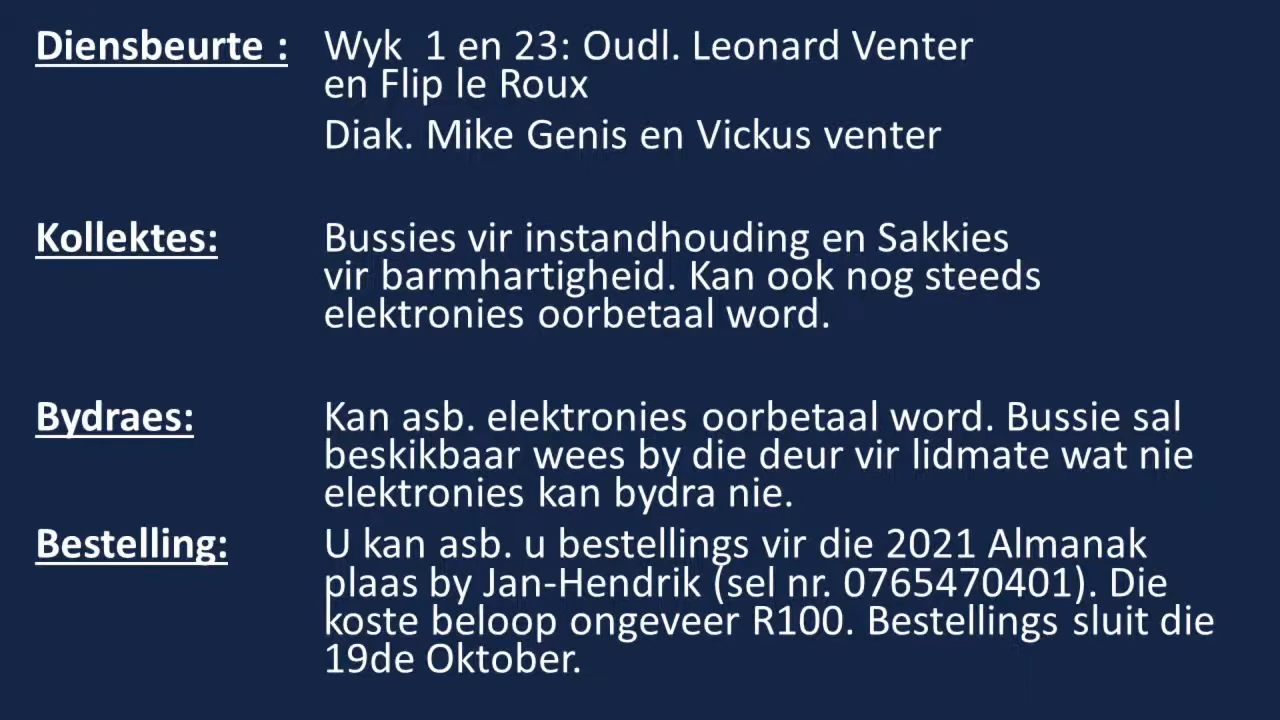 Diensbeurte : Wyk 1 en 23: Oudl. Leonard Venter
en Flip le Roux
Diak. Mike Genis en Vickus venter
Kollektes: Bussies vir instandhouding en Sakkies
vir barmhartigheid. Kan ook nog steeds
elektronies oorbetaal word.
Bydraes: Kan asb. elektronies oorbetaal word. Bussie sal
beskikbaar wees by die deur vir lidmate wat nie
elektronies kan bydra nie.
Bestelling: U kan asb. u bestellings vir die 2021 Almanak
plaas by Jan-Hendrik (sel nr. 0765470401). Die
koste beloop ongeveer R100. Bestellings sluit die
19de Oktober.